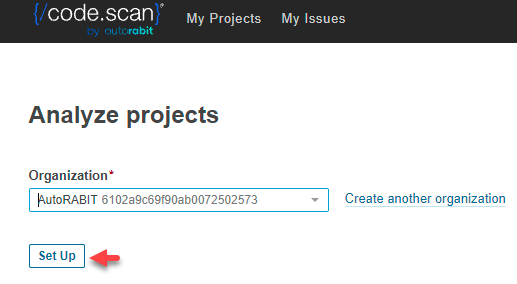 {/code.scan}®
by autorabit
My Projects
My Issues
Analyze projects
Organization*
AutoRABIT 6102a9c69f90ab0072502573
Create another organization
Set Up